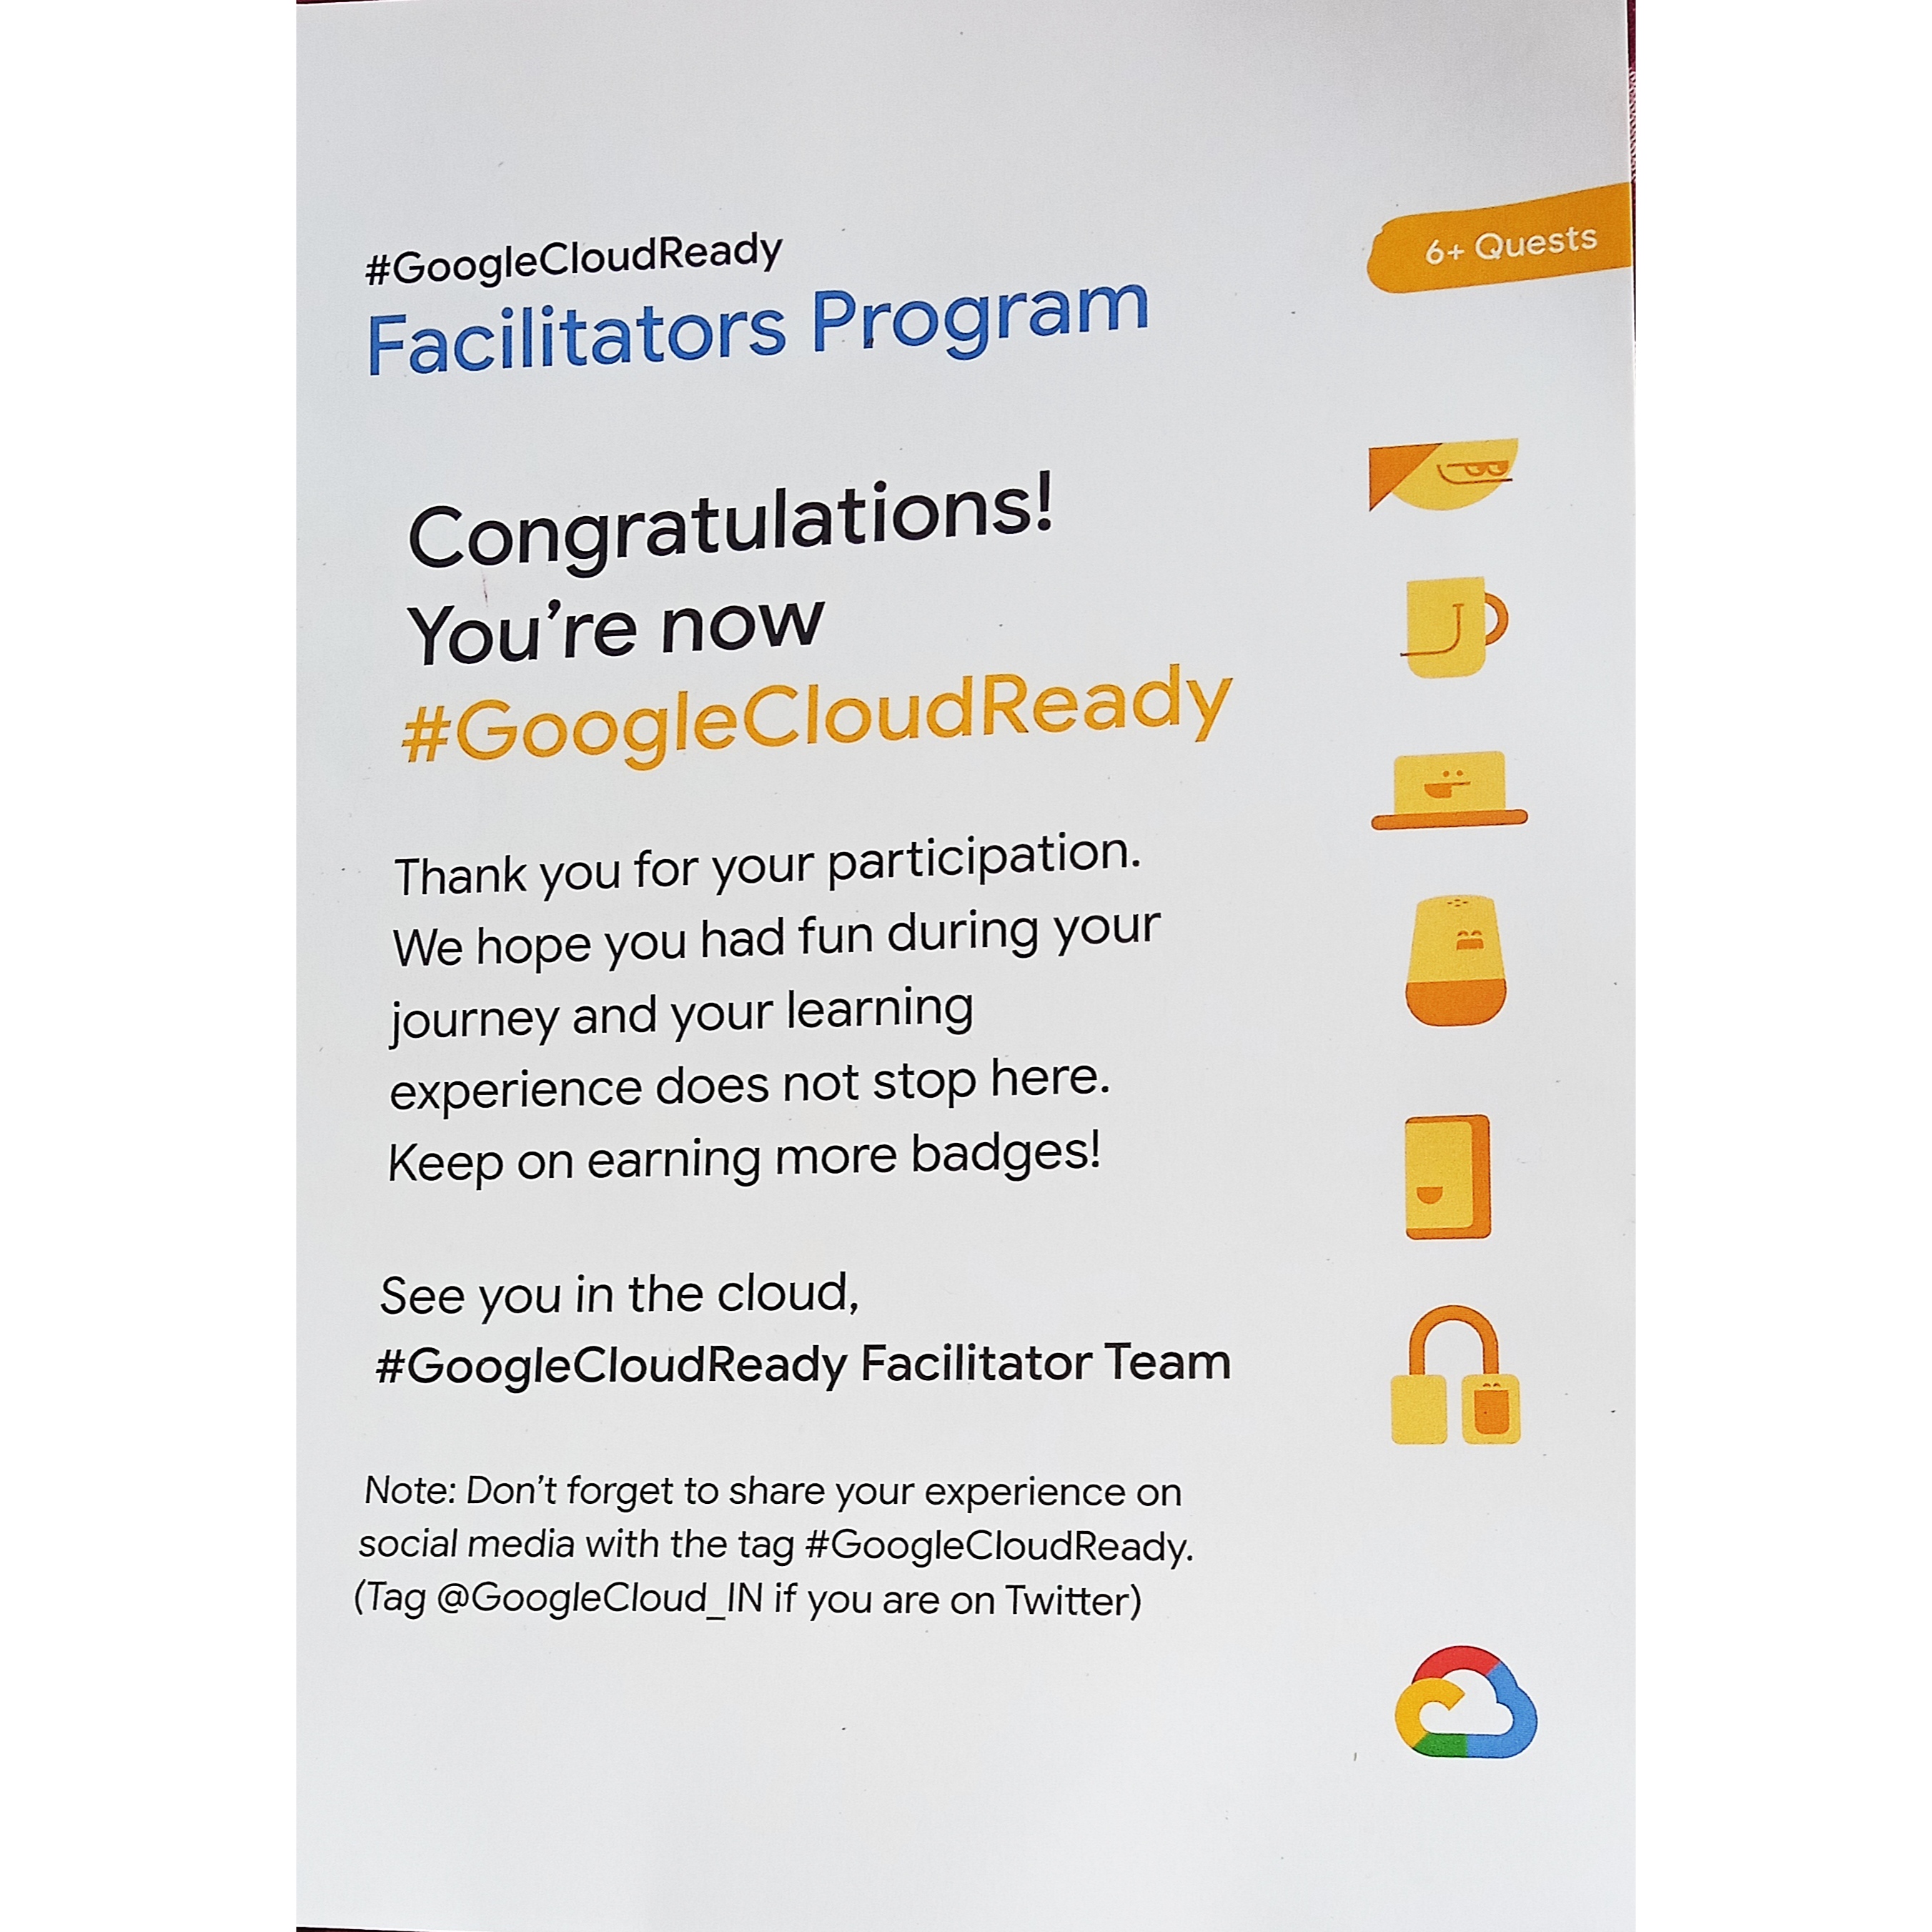 #GoogleCloudReady
Facilitators Program
6+ Quests
Congratulations!
You're now
#GoogleCloudReady
Thank you for your participation.
We hope you had fun during your
journey and your learning
experience does not stop here.
Keep on earning more badges!
See you in the cloud,
#GoogleCloudReady Facilitator Team
Note: Don't forget to share your experience on
social media with the tag #GoogleCloudReady.
(Tag @GoogleCloud_IN if you are on Twitter)